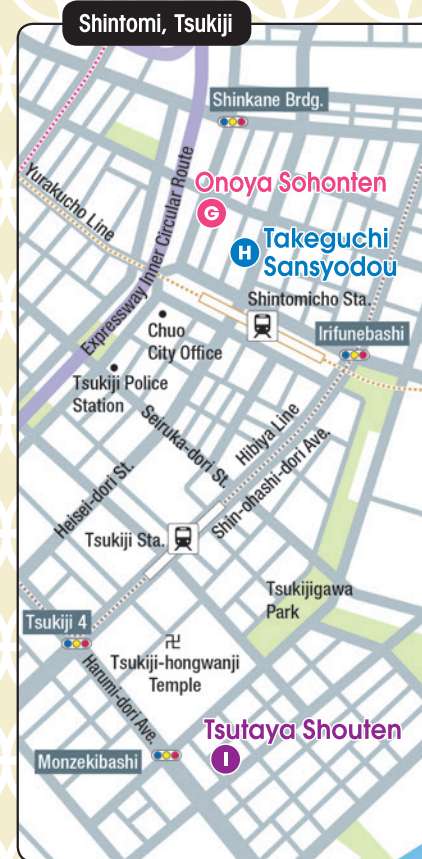 Shintomi, Tsukiji
Shinkane Brdg.
Yurakucho Line
Expressway Inner Circular Route
Onoya Sohonten
G
H
Takeguchi
Sansyodou
Shintomicho Sta.
Chuo
City Office
Irifunebashi
Tsukiji Police
Station
Seiruka-dori St.
Hibiya Line
Shin-ohashi-dori Ave.
Heisei-dori St.
Tsukiji Sta.
Tsukijigawa
Park
Tsukiji 4
卍
Tsukiji-hongwanji
Temple
Harumi-dori Ave.
Tsutaya Shouten
I
Monzekibashi